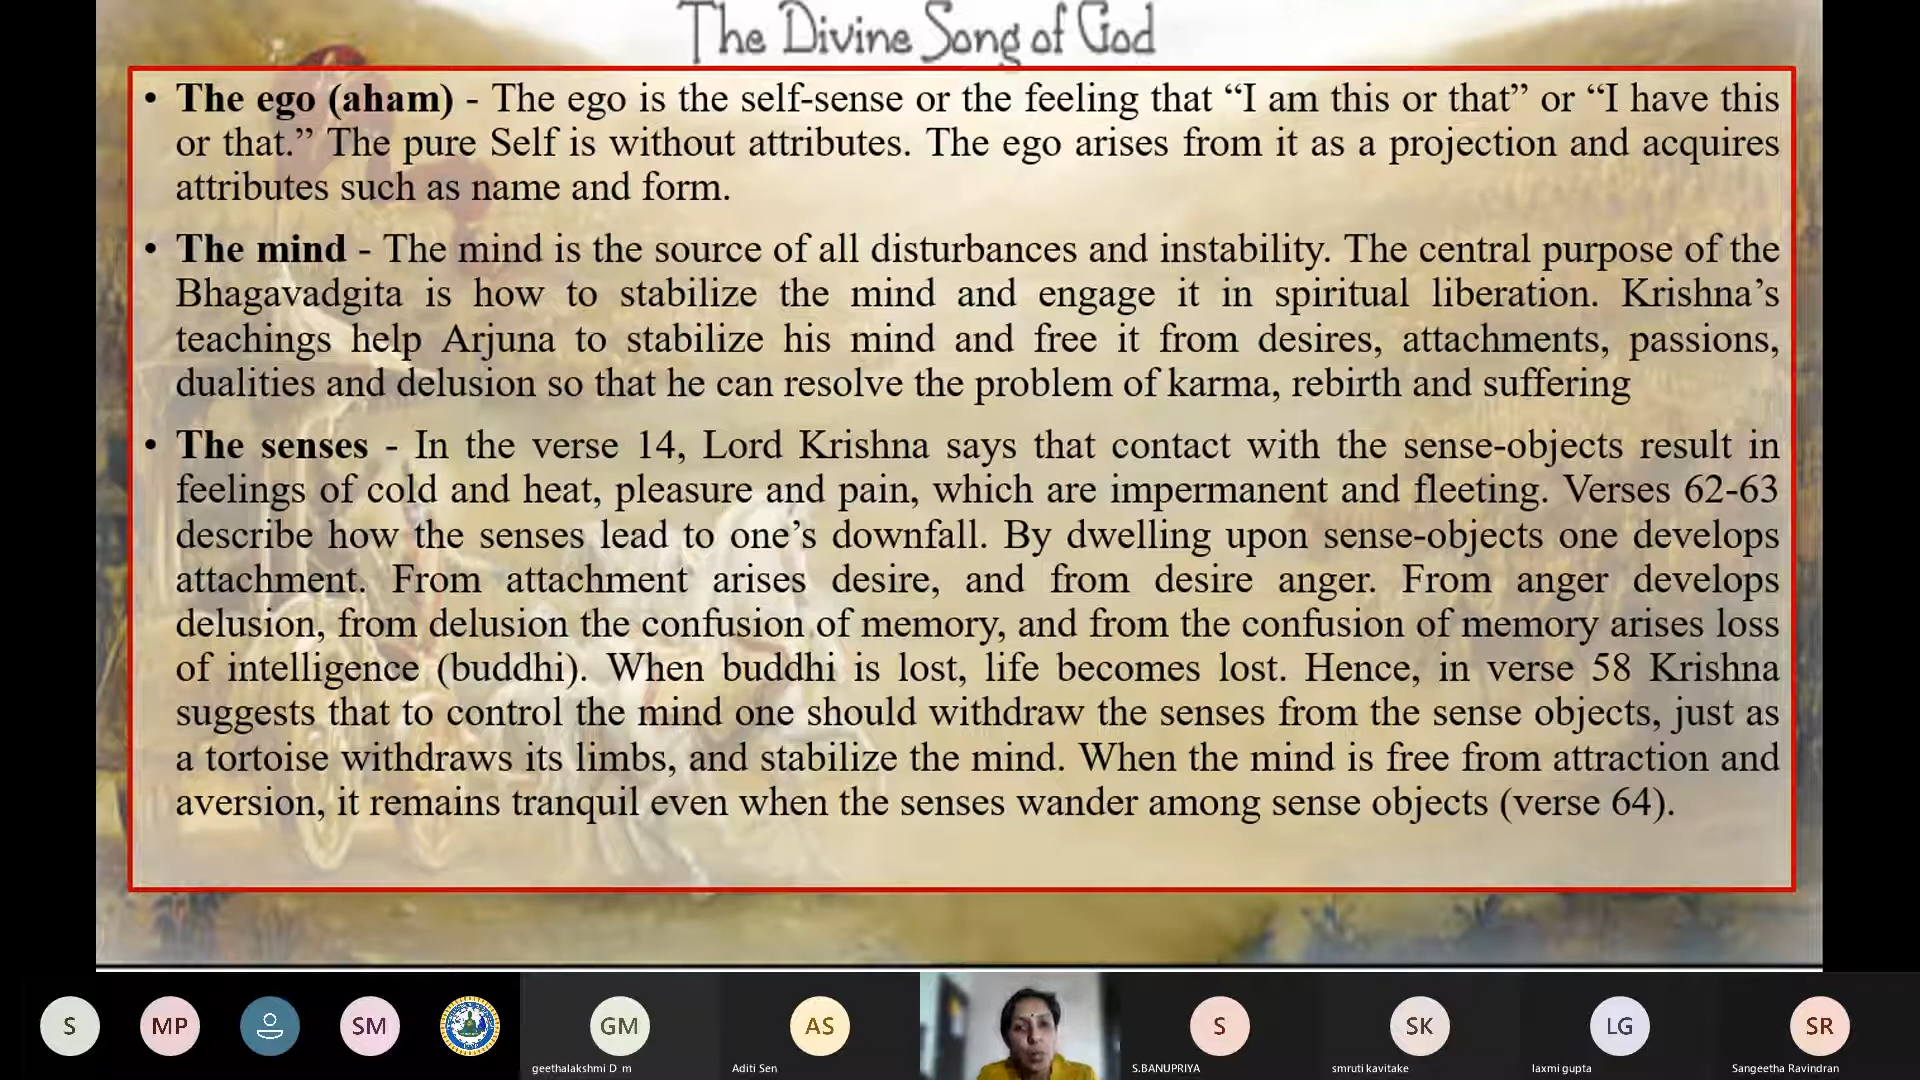 The Divine Song of God
• The ego (aham) - The ego is the self-sense or the feeling that “I am this or that” or “I have this
or that.” The pure Self is without attributes. The ego arises from it as a projection and acquires
attributes such as name and form.
• The mind - The mind is the source of all disturbances and instability. The central purpose of the
Bhagavadgita is how to stabilize the mind and engage it in spiritual liberation. Krishna’s
teachings help Arjuna to stabilize his mind and free it from desires, attachments, passions,
dualities and delusion so that he can resolve the problem of karma, rebirth and suffering
• The senses - In the verse 14, Lord Krishna says that contact with the sense-objects result in
feelings of cold and heat, pleasure and pain, which are impermanent and fleeting. Verses 62-63
describe how the senses lead to one’s downfall. By dwelling upon sense-objects one develops
attachment. From attachment arises desire, and from desire anger. From anger develops
delusion, from delusion the confusion of memory, and from the confusion of memory arises loss
of intelligence (buddhi). When buddhi is lost, life becomes lost. Hence, in verse 58 Krishna
suggests that to control the mind one should withdraw the senses from the sense objects, just as
a tortoise withdraws its limbs, and stabilize the mind. When the mind is free from attraction and
aversion, it remains tranquil even when the senses wander among sense objects (verse 64).
S MP SM GM AS S SK LG SR
geethalakshmi D m Aditi Sen S.BANUPRIYA smruti kavitake laxmi gupta Sangeetha Ravindran